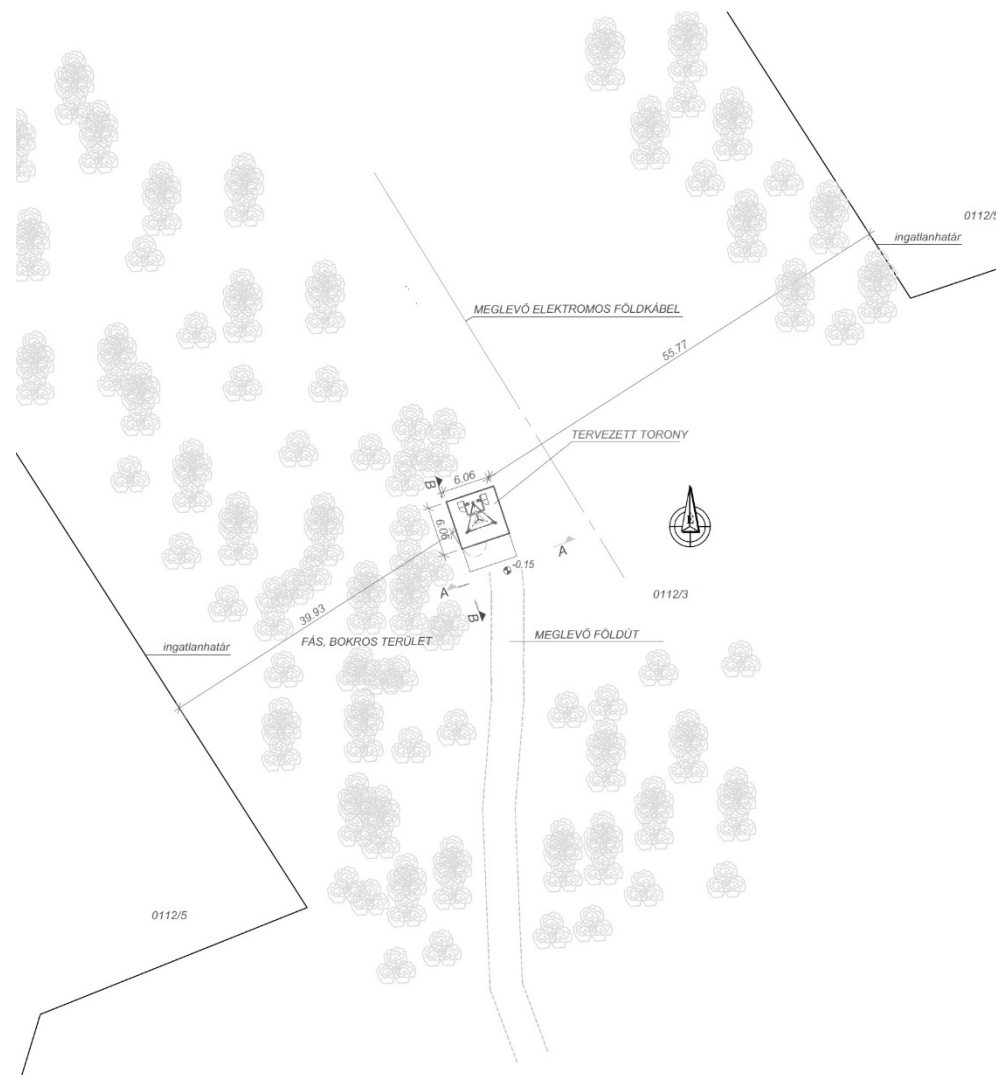 0112/5
ingatlanhatár
MEGLEVŐ ELEKTROMOS FÖLDKÁBEL
55.77
TERVEZETT TORONY
B
6.06
6.06
É
A
-0.15
A
0112/3
B
39.93
FÁS, BOKROS TERÜLET
MEGLEVŐ FÖLDÚT
ingatlanhatár
0112/5